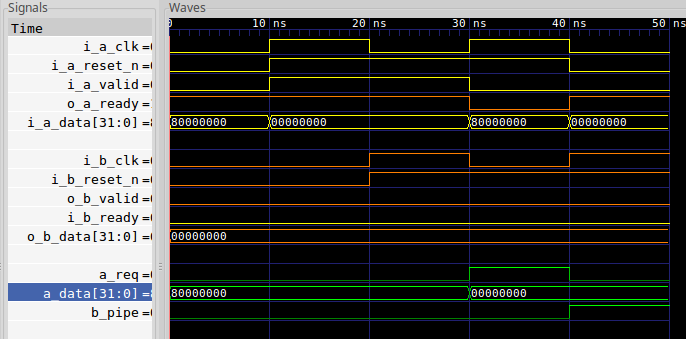 Signals
Waves
Time
0 10 ns 20 ns 30 ns 40 ns 50 ns
i_a_clk =
i_a_reset_n =
i_a_valid =
o_a_ready =
i_a_data[31:0] = 80000000 00000000 80000000 00000000
i_b_clk =
i_b_reset_n =
o_b_valid =
i_b_ready =
o_b_data[31:0] = 00000000
a_req =
a_data[31:0] = 80000000 00000000
b_pipe =